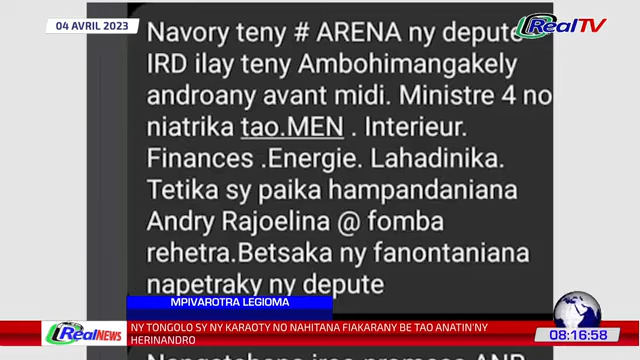 04 AVRIL 2023
RealTV
Navory teny # ARENA ny depute
IRD ilay teny Ambohimangakely
androany avant midi. Ministre 4 no
niatrika tao.MEN . Interieur.
Finances .Energie. Lahadinika.
Tetika sy paika hampandaniana
Andry Rajoelina @ fomba
rehetra.Betsaka ny fanontaniana
napetraky ny depute
MPIVAROTRA LEGIOMA
RealNEWS
NY TONGOLO SY NY KARAOTY NO NAHITANA FIAKARANY BE TAO ANATIN'NY
HERINANDRO
08:16:58